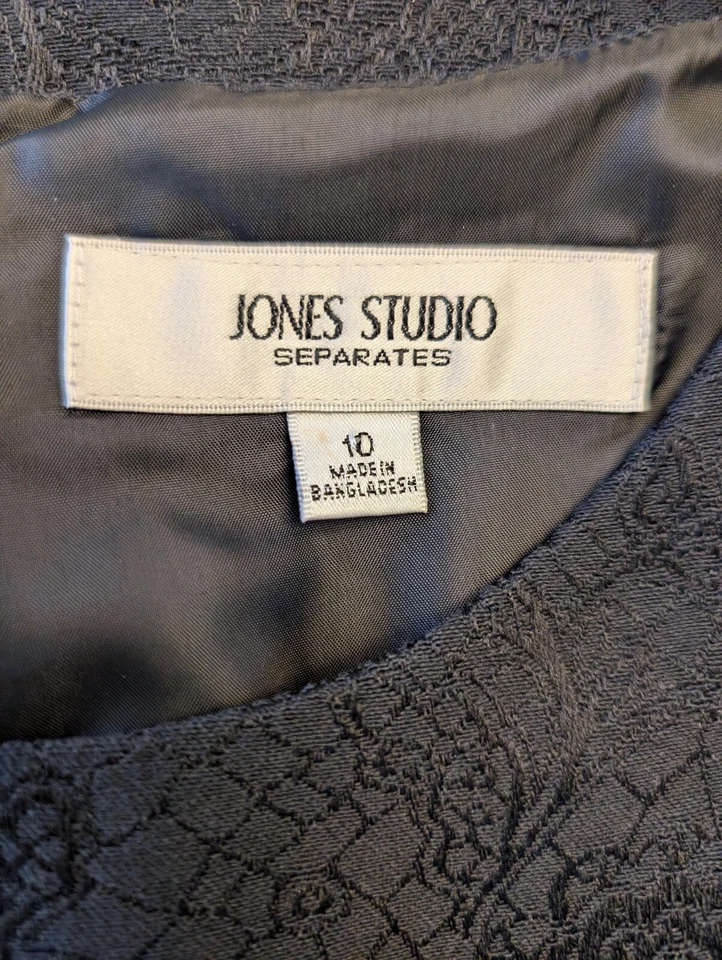 JONES STUDIO
SEPARATES
10
MADE IN
BANGLADESH